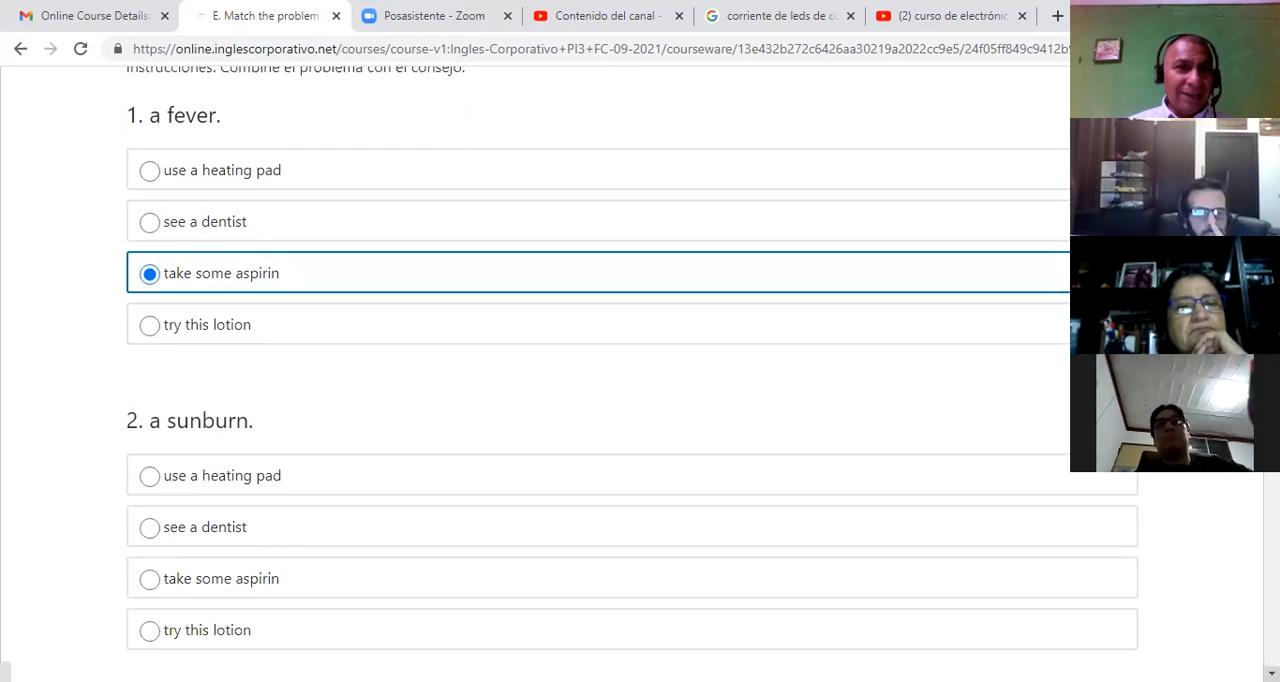 Online Course Details:
E. Match the problem
Posasistente - Zoom
Contenido del canal -
corriente de leds de co
(2) curso de electrónic
https://online.inglescorporativo.net/courses/course-v1:Ingles-Corporativo+PI3+FC-09-2021/courseware/13e432b272c6426aa30219a2022cc9e5/24f05ff849c9412b9
Instrucciones: Combine el problema con el consejo.
1. a fever.
use a heating pad
see a dentist
take some aspirin
try this lotion
2. a sunburn.
use a heating pad
see a dentist
take some aspirin
try this lotion